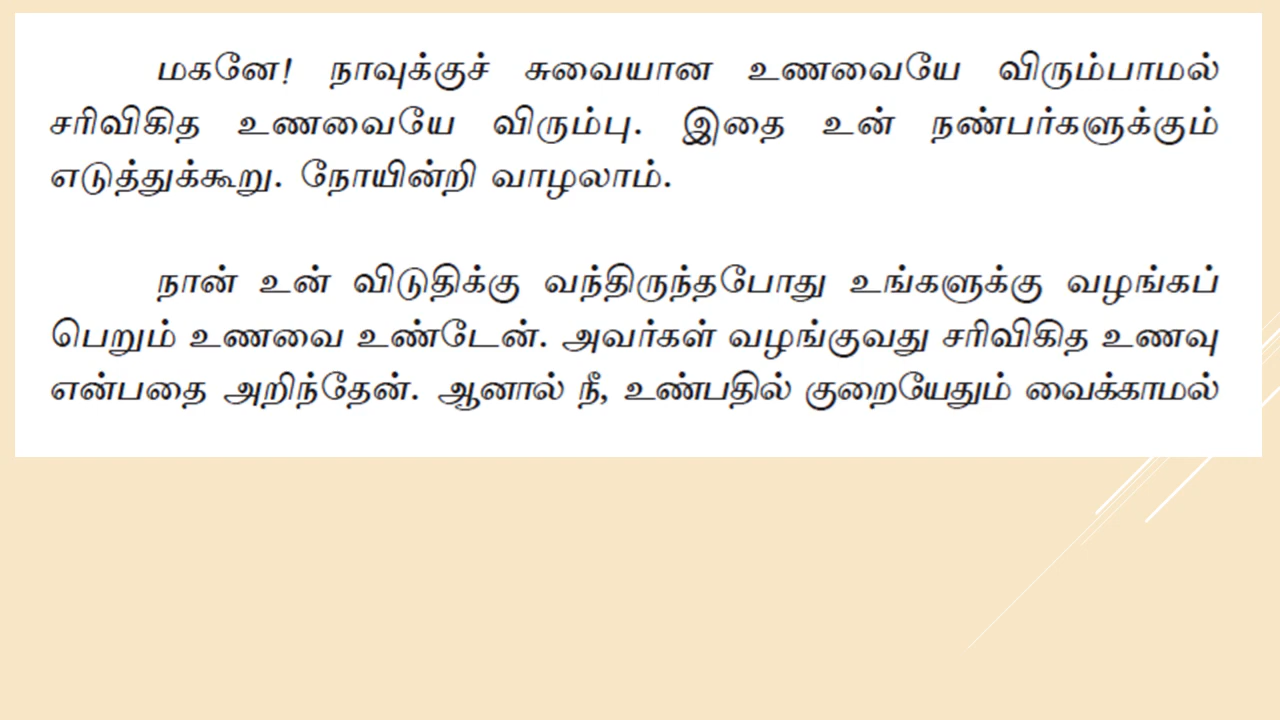 மகனே! நாவுக்குச் சுவையான உணவையே விரும்பாமல்
சரிவிகித உணவையே விரும்பு. இதை உன் நண்பர்களுக்கும்
எடுத்துக்கூறு. நோயின்றி வாழலாம்.
நான் உன் விடுதிக்கு வந்திருந்தபோது உங்களுக்கு வழங்கப்
பெறும் உணவை உண்டேன். அவர்கள் வழங்குவது சரிவிகித உணவு
என்பதை அறிந்தேன். ஆனால் நீ, உண்பதில் குறையேதும் வைக்காமல்